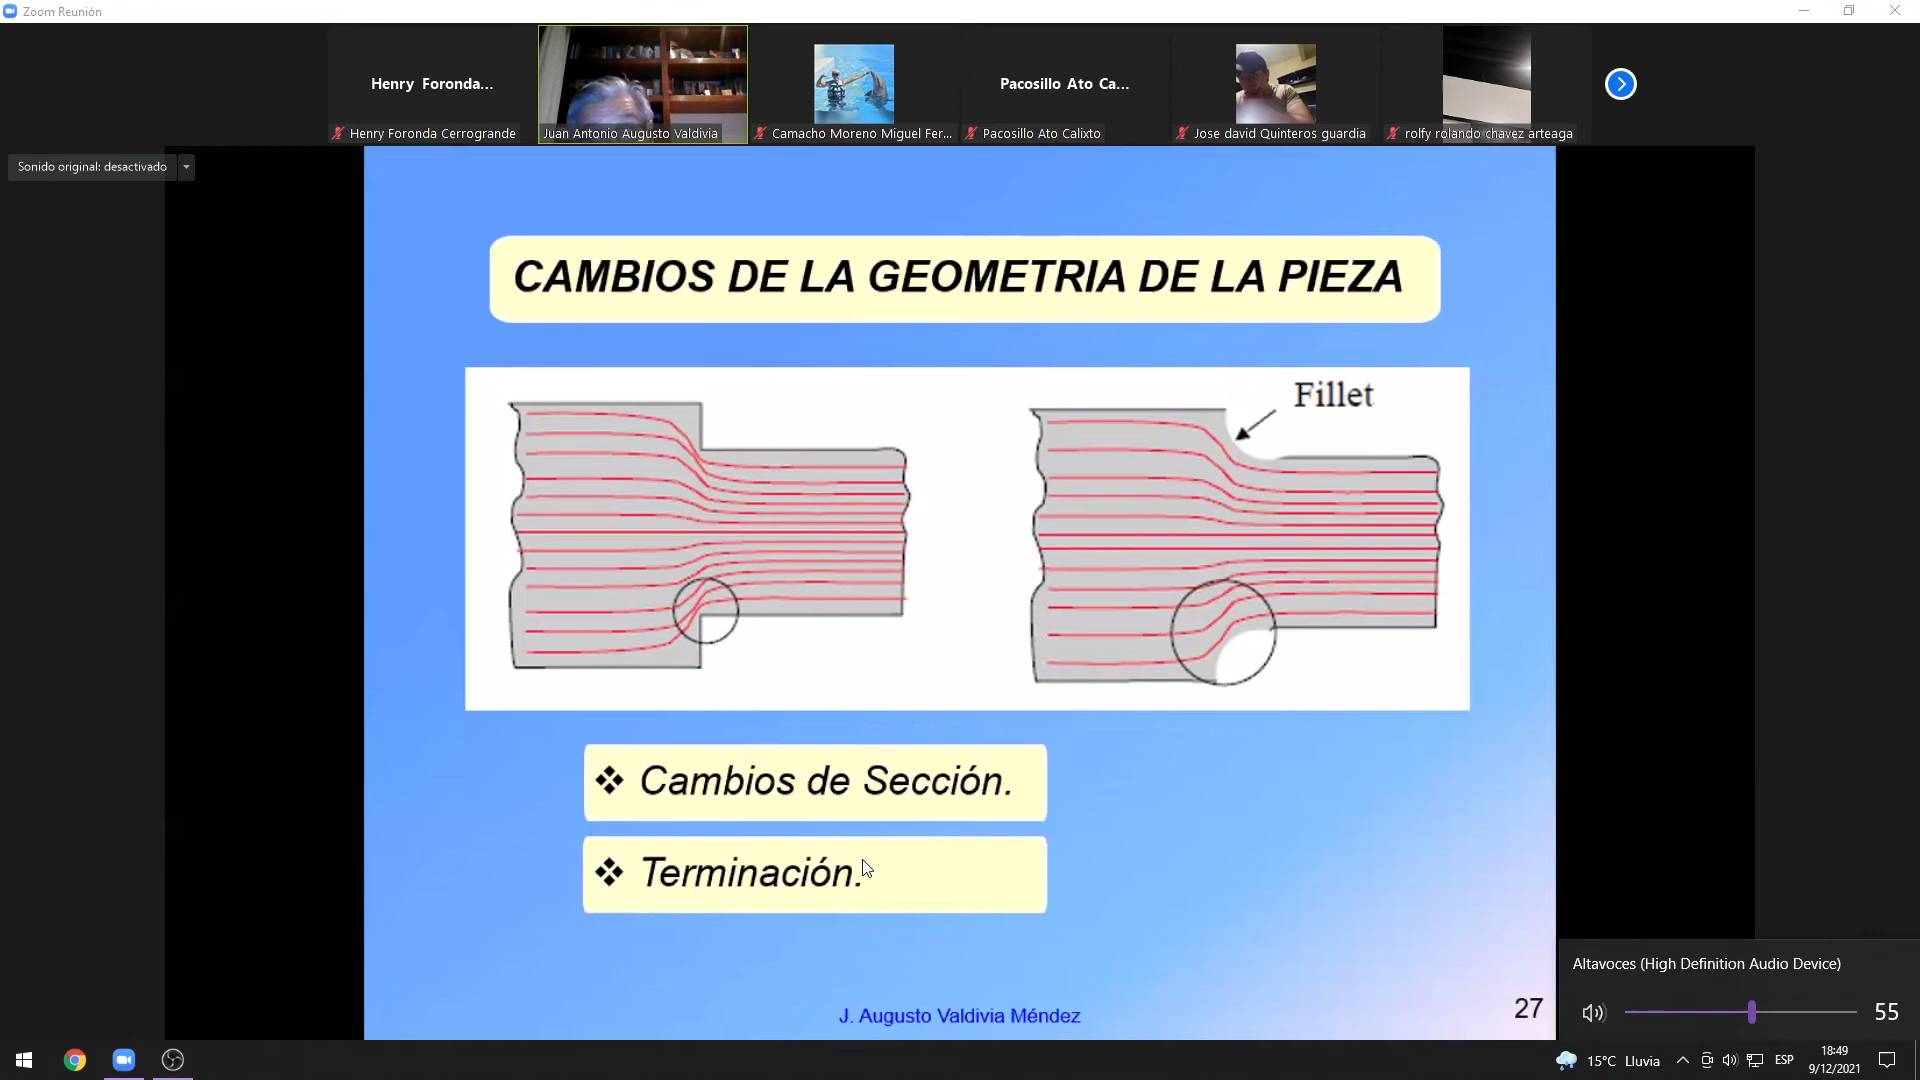 Zoom Reunión
Henry Foronda...
Pacosillo Ato Ca...
Henry Foronda Cerrogrande
Juan Antonio Augusto Valdivia
Camacho Moreno Miguel Fer...
Pacosillo Ato Calixto
Jose david Quinteros guardia
rolfy rolando chavez arteaga
Sonido original: desactivado
CAMBIOS DE LA GEOMETRIA DE LA PIEZA
Fillet
❖ Cambios de Sección.
❖ Terminación.
J. Augusto Valdivia Méndez
27
Altavoces (High Definition Audio Device)
55
15°C Lluvia
ESP
18:49
9/12/2021